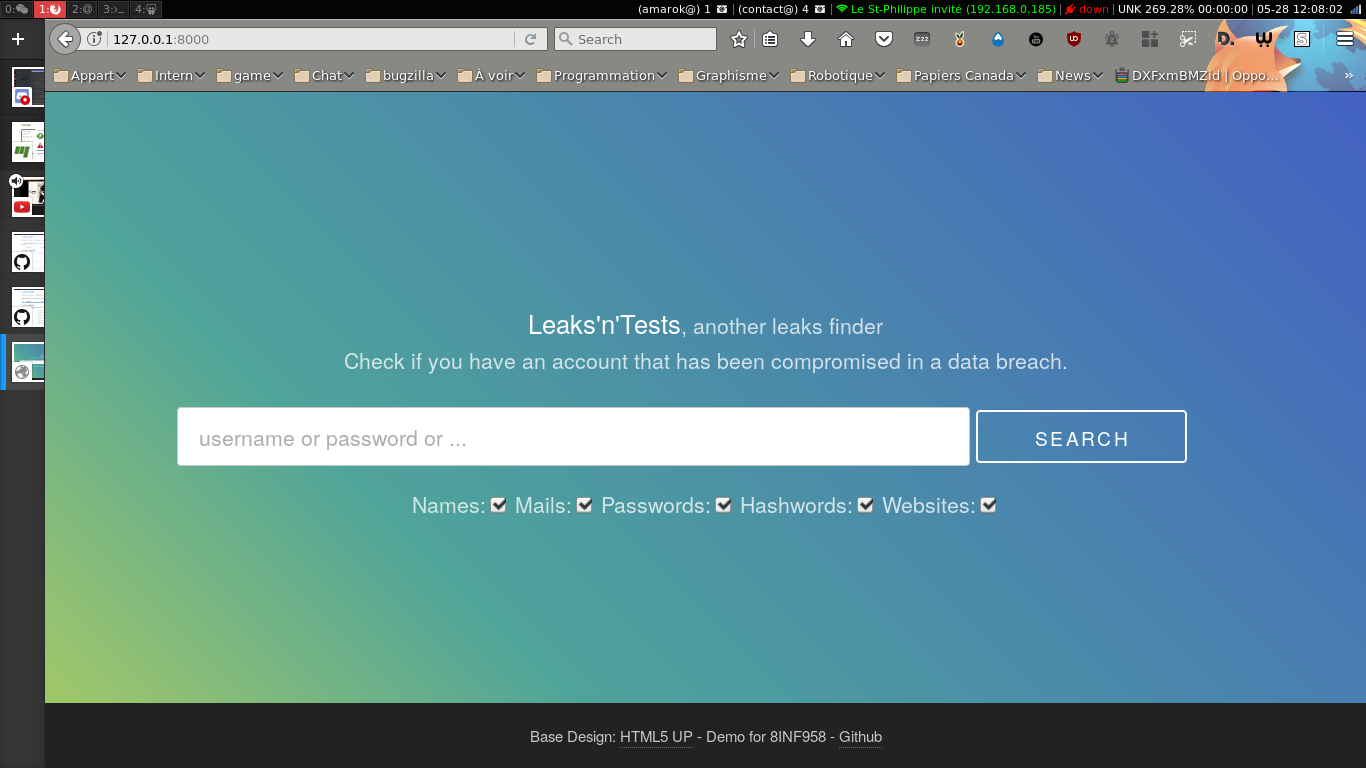 0: 1: 2:@ 3:>_ 4: (amarok@) 1 | (contact@) 4 | Le St-Philippe invité (192.168.0.185) | down | UNK 269.28% 00:00:00 | 05-28 12:08:02
127.0.0.1:8000 Search
Appart Intern game Chat bugzilla À voir Programmation Graphisme Robotique Papiers Canada News DXFxmBMZid | Oppo... »
Leaks'n'Tests, another leaks finder
Check if you have an account that has been compromised in a data breach.
username or password or ... SEARCH
Names: Mails: Passwords: Hashwords: Websites:
Base Design: HTML5 UP - Demo for 8INF958 - Github